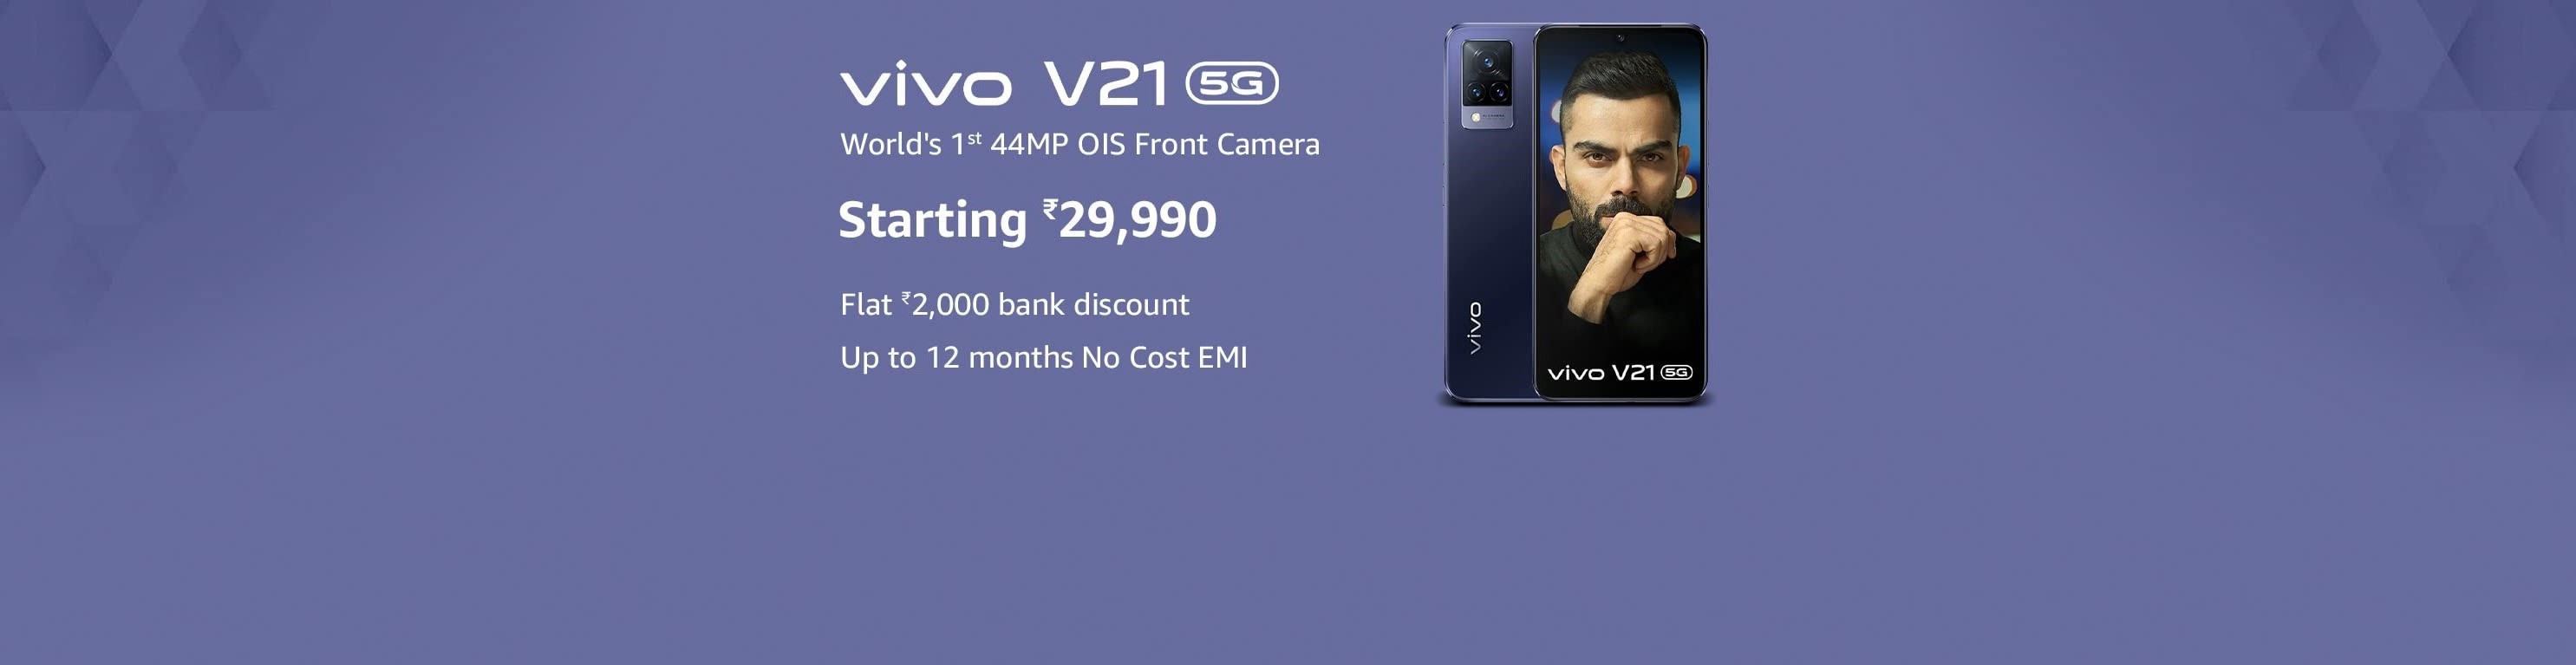 vivo V21 5G
World's 1st 44MP OIS Front Camera
Starting ₹29,990
Flat ₹2,000 bank discount
Up to 12 months No Cost EMI
vivo
vivo V21 5G